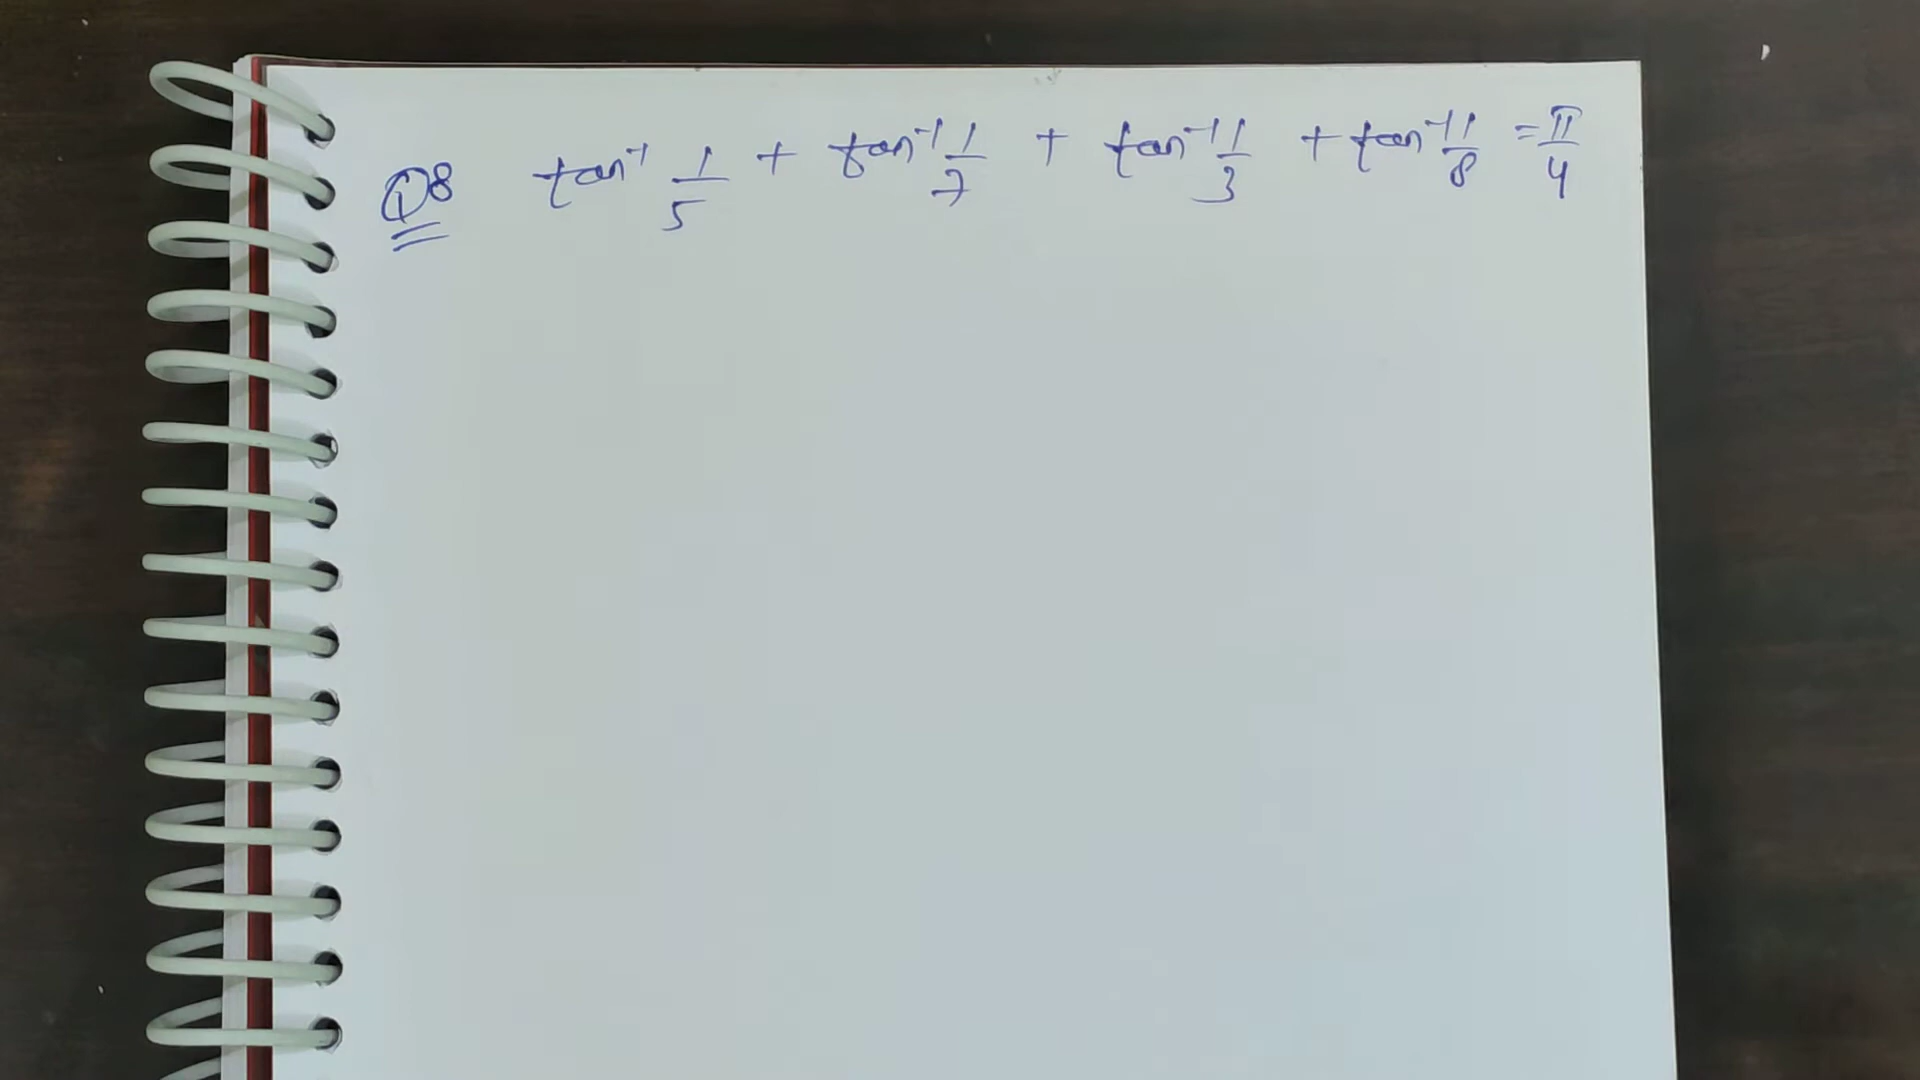 Q8 tan⁻¹ 1/5 + tan⁻¹ 1/7 + tan⁻¹ 1/3 + tan⁻¹ 1/8 = π/4